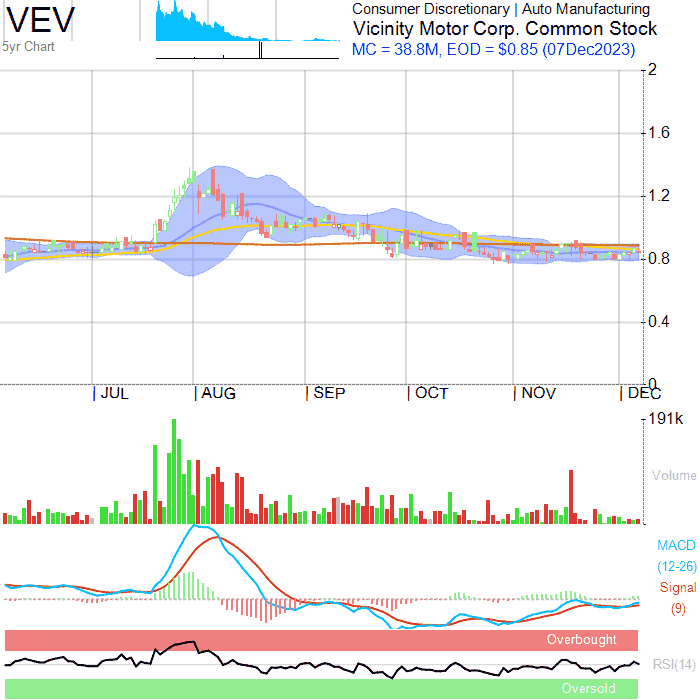 VEV
5yr Chart
Consumer Discretionary | Auto Manufacturing
Vicinity Motor Corp. Common Stock
MC = 38.8M, EOD = $0.85 (07Dec2023)
2
1.6
1.2
0.8
0.4
0
JUL AUG SEP OCT NOV DEC
191k
Volume
MACD
(12-26)
Signal
(9)
Overbought
RSI(14)
Oversold